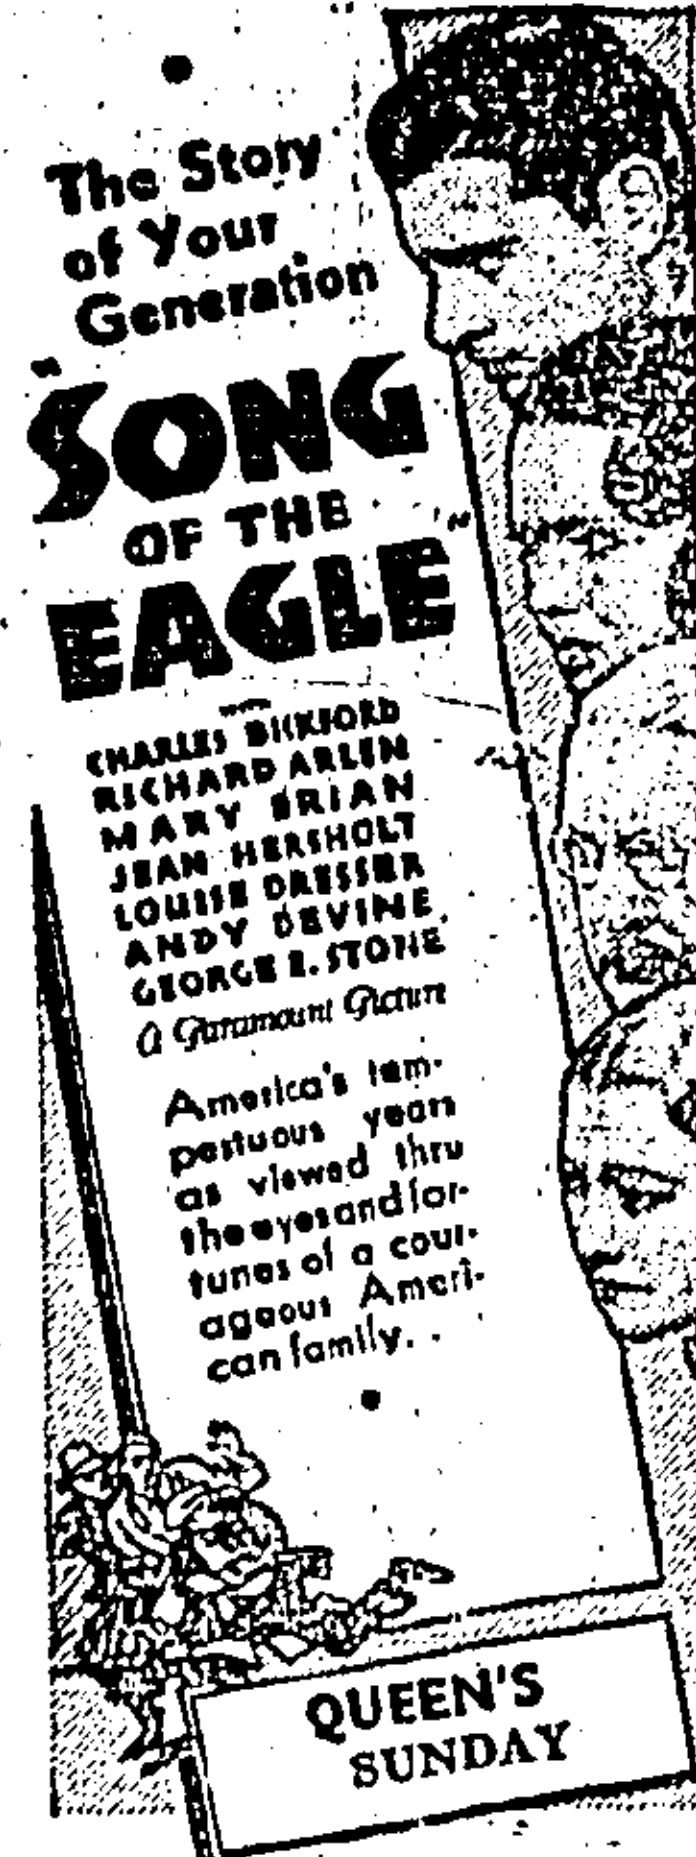 The Story
of Your
Generation
"SONG
OF THE
EAGLE"
with
CHARLES BICKFORD
RICHARD ARLEN
MARY BRIAN
JEAN HERSHOLT
LOUISE DRESSER
ANDY DEVINE,
GEORGE E. STONE
A Paramount Picture
America's tem-
pestuous years
as viewed thru
the eyes and for-
tunes of a cour-
ageous Ameri-
can family. .
QUEEN'S
SUNDAY